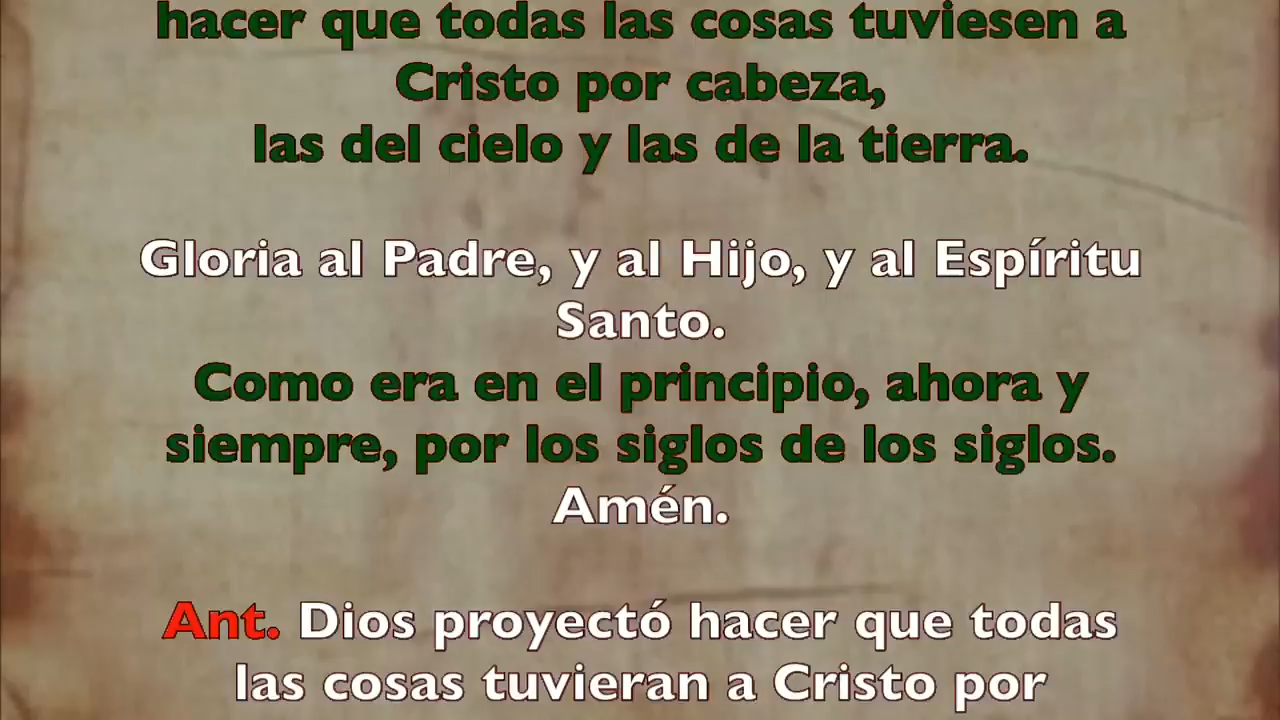 hacer que todas las cosas tuviesen a
Cristo por cabeza,
las del cielo y las de la tierra.
Gloria al Padre, y al Hijo, y al Espíritu
Santo.
Como era en el principio, ahora y
siempre, por los siglos de los siglos.
Amén.
Ant. Dios proyectó hacer que todas
las cosas tuvieran a Cristo por